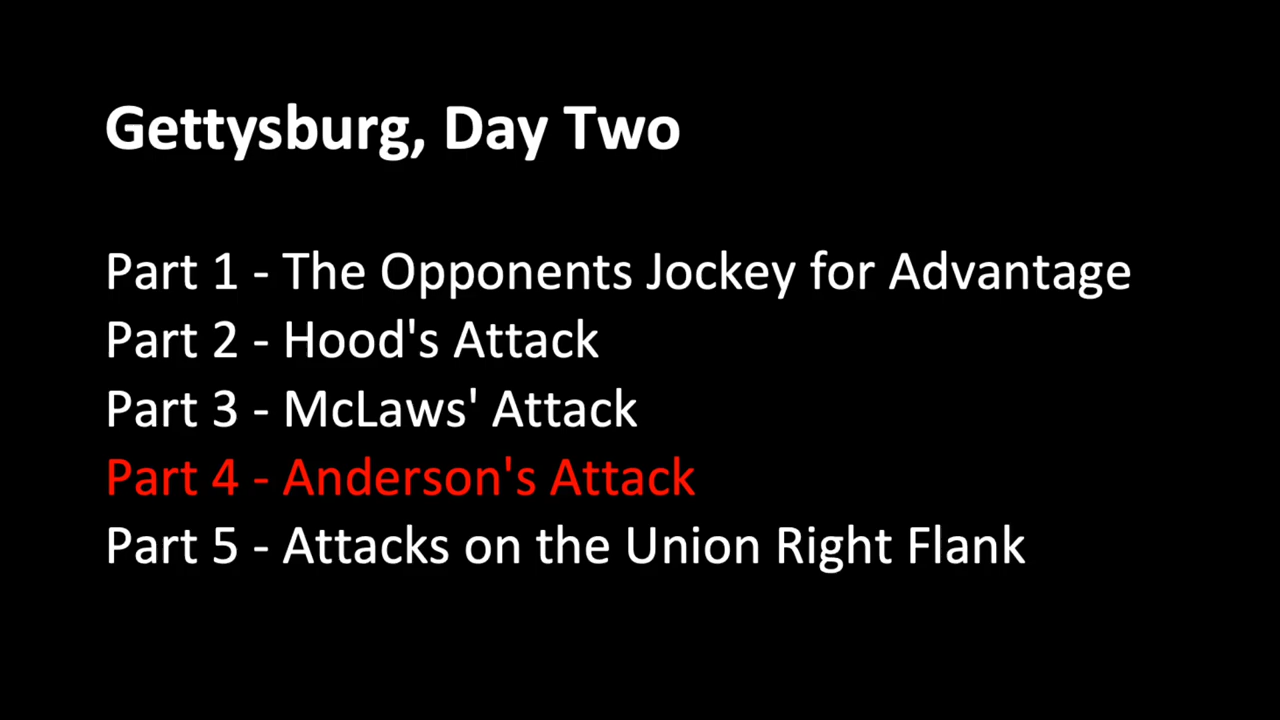 Gettysburg, Day Two
Part 1 - The Opponents Jockey for Advantage
Part 2 - Hood's Attack
Part 3 - McLaws' Attack
Part 4 - Anderson's Attack
Part 5 - Attacks on the Union Right Flank